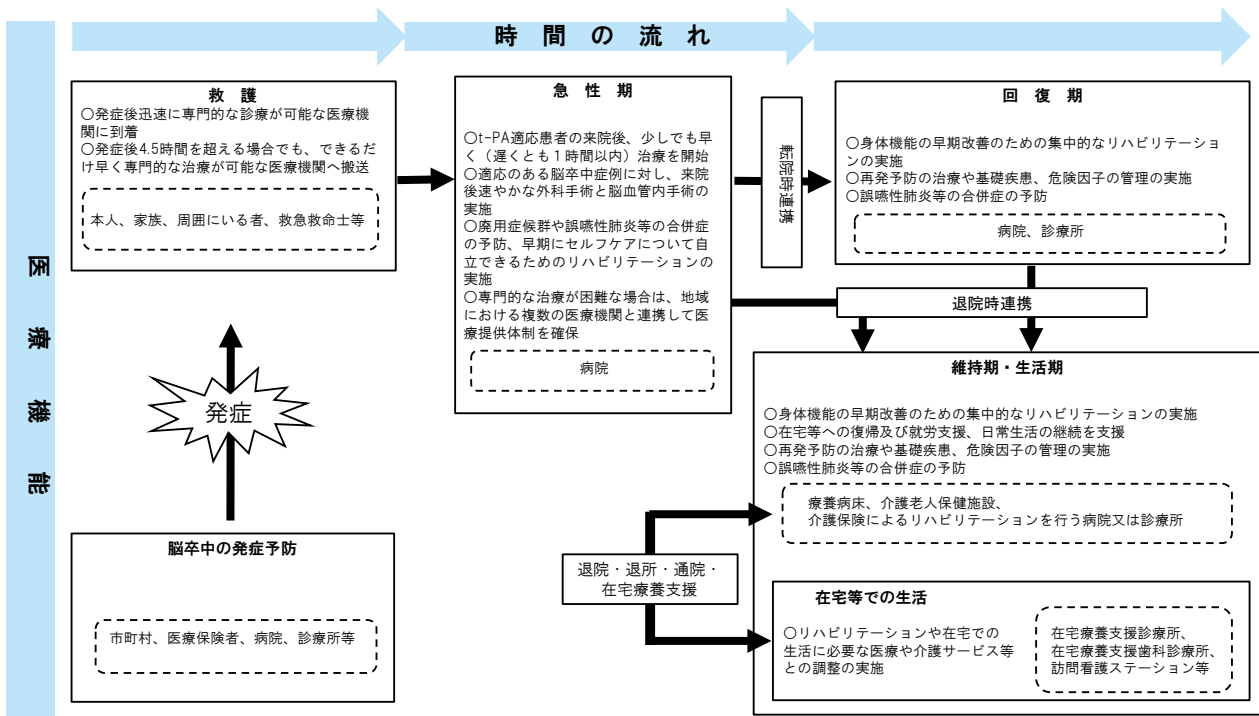 時間の流れ
医療機能
救護
○発症後迅速に専門的な診療が可能な医療機
関に到着
○発症後4.5時間を超える場合でも、できるだ
け早く専門的な治療が可能な医療機関へ搬送
本人、家族、周囲にいる者、救急救命士等
発症
脳卒中の発症予防
市町村、医療保険者、病院、診療所等
急性期
○t-PA適応患者の来院後、少しでも早
く（遅くとも１時間以内）治療を開始
○適応のある脳卒中症例に対し、来院
後速やかな外科手術と脳血管内手術の
実施
○廃用症候群や誤嚥性肺炎等の合併症
の予防、早期にセルフケアについて自
立できるためのリハビリテーションの
実施
○専門的な治療が困難な場合は、地域
における複数の医療機関と連携して医
療提供体制を確保
病院
転院時連携
回復期
○身体機能の早期改善のための集中的なリハビリテーショ
ンの実施
○再発予防の治療や基礎疾患、危険因子の管理の実施
○誤嚥性肺炎等の合併症の予防
病院、診療所
退院時連携
維持期・生活期
○身体機能の早期改善のための集中的なリハビリテーションの実施
○在宅等への復帰及び就労支援、日常生活の継続を支援
○再発予防の治療や基礎疾患、危険因子の管理の実施
○誤嚥性肺炎等の合併症の予防
療養病床、介護老人保健施設、
介護保険によるリハビリテーションを行う病院又は診療所
退院・退所・通院・
在宅療養支援
在宅等での生活
○リハビリテーションや在宅での
生活に必要な医療や介護サービス等
との調整の実施
在宅療養支援診療所、
在宅療養支援歯科診療所、
訪問看護ステーション等